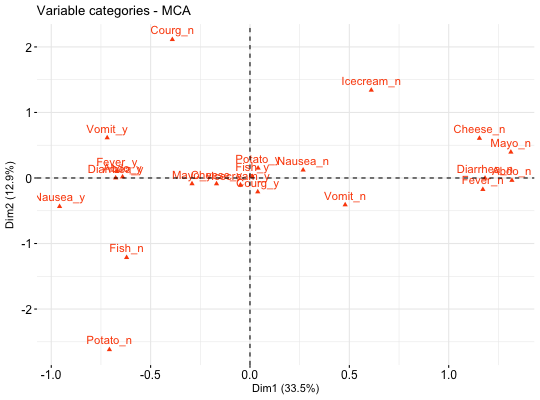 Variable categories - MCA
Courg_n
Icecream_n
Vomit_y
Cheese_n
Mayo_n
Fever_y
Potato_y
Fish_y
Nausea_n
Vomit_n
Courg_y
Fever_n
Nausea_y
Fish_n
Potato_n
2
1
0
-1
-2
-1.0
-0.5
0.0
0.5
1.0
Dim1 (33.5%)
Dim2 (12.9%)